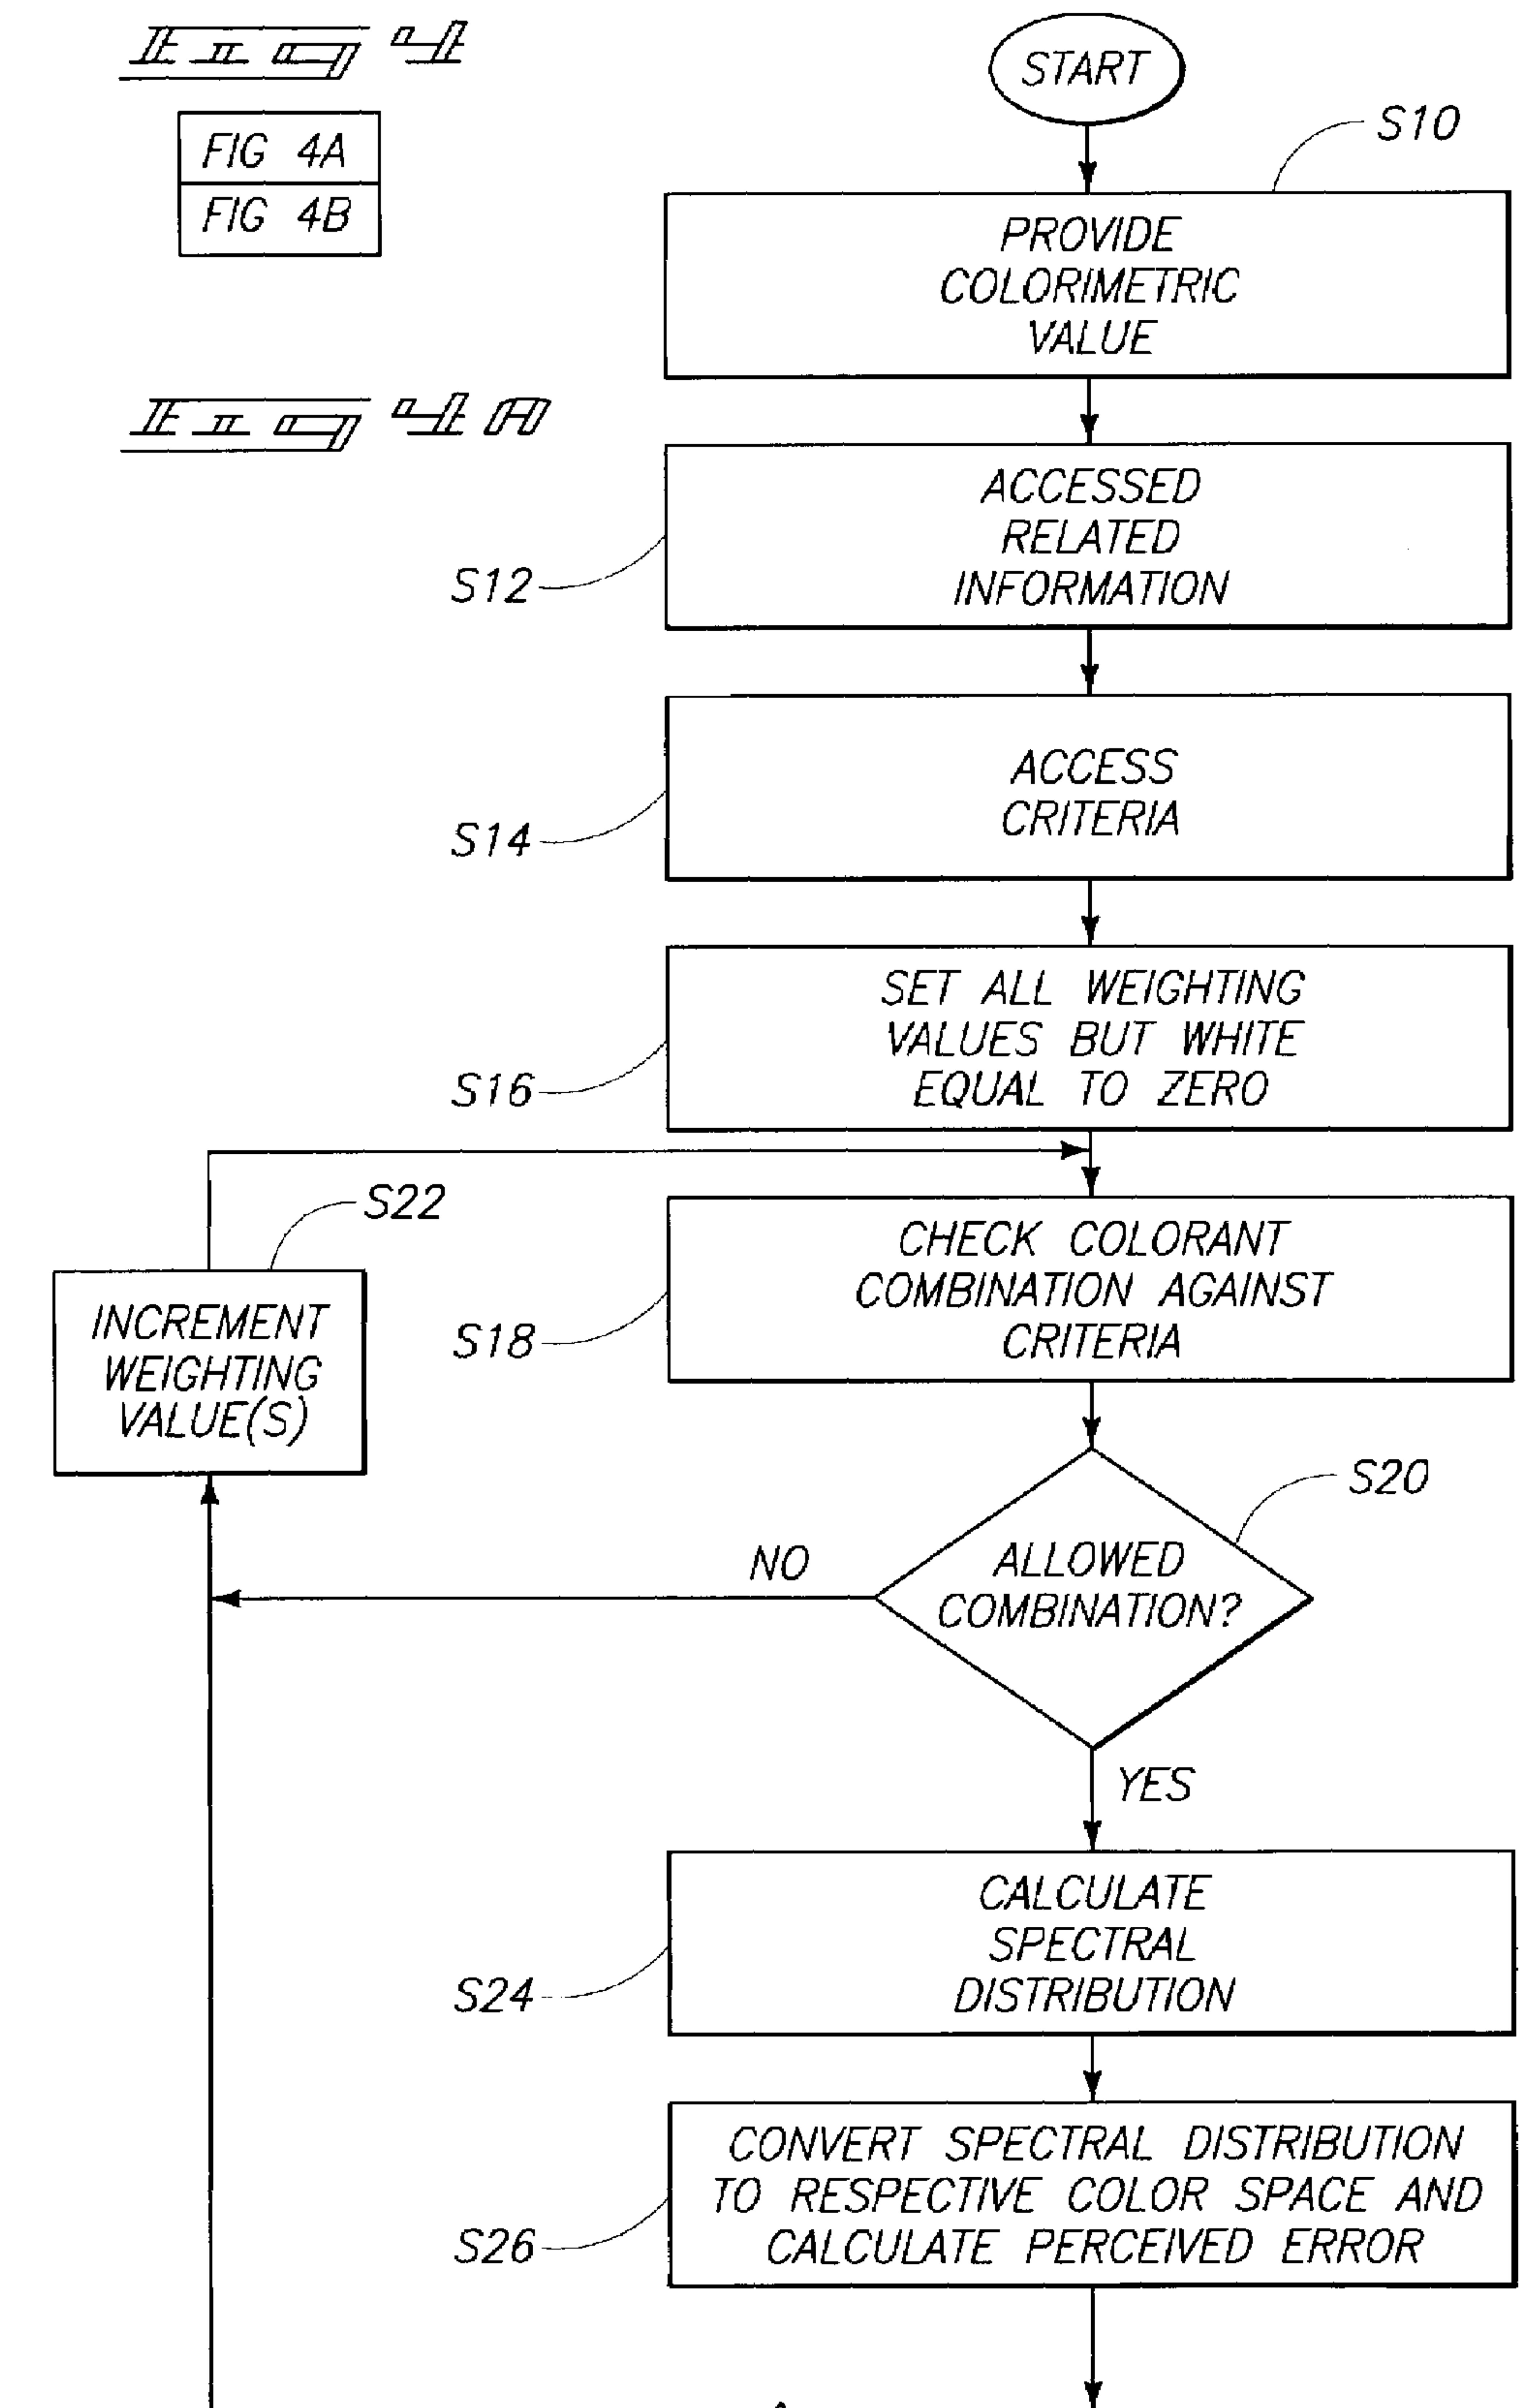 Fig 4
FIG 4A
FIG 4B
START
S10
PROVIDE
COLORIMETRIC
VALUE
Fig 4A
S12
ACCESSED
RELATED
INFORMATION
S14
ACCESS
CRITERIA
S16
SET ALL WEIGHTING
VALUES BUT WHITE
EQUAL TO ZERO
S22
INCREMENT
WEIGHTING
VALUE(S)
S18
CHECK COLORANT
COMBINATION AGAINST
CRITERIA
S20
ALLOWED
COMBINATION?
NO
YES
S24
CALCULATE
SPECTRAL
DISTRIBUTION
S26
CONVERT SPECTRAL DISTRIBUTION
TO RESPECTIVE COLOR SPACE AND
CALCULATE PERCEIVED ERROR